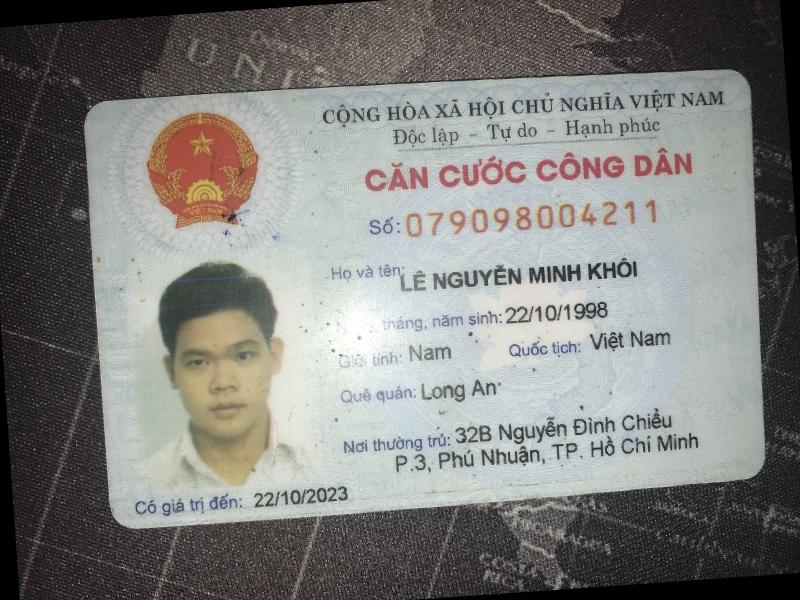 CỘNG HÒA XÃ HỘI CHỦ NGHĨA VIỆT NAM
Độc lập - Tự do - Hạnh phúc
CĂN CƯỚC CÔNG DÂN
Số: 079098004211
Họ và tên: LÊ NGUYỄN MINH KHÔI
tháng, năm sinh: 22/10/1998
Giới tính: Nam Quốc tịch: Việt Nam
Quê quán: Long An
Nơi thường trú: 32B Nguyễn Đình Chiểu
P.3, Phú Nhuận, TP. Hồ Chí Minh
Có giá trị đến: 22/10/2023
VIỆT NAM